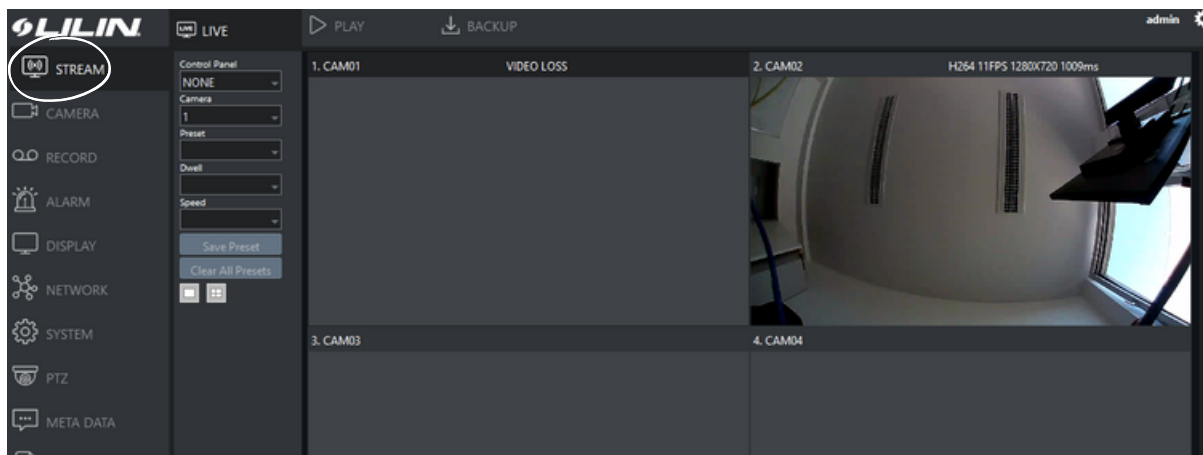 LILIN
LIVE
PLAY
BACKUP
admin
STREAM
CAMERA
RECORD
ALARM
DISPLAY
NETWORK
SYSTEM
PTZ
META DATA
LIVE
Control Panel
NONE
Camera
1
Preset
Dwell
Speed
Save Preset
Clear All Presets
1. CAM01 VIDEO LOSS
2. CAM02 H264 11FPS 1280X720 1009ms
3. CAM03
4. CAM04